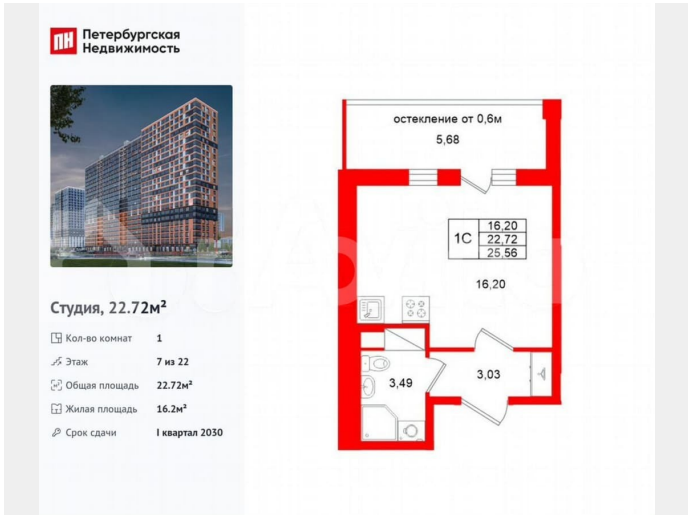 ПН
Петербургская
Недвижимость
Студия, 22.72м²
Кол-во комнат 1
Этаж 7 из 22
Общая площадь 22.72м²
Жилая площадь 16.2м²
Срок сдачи I квартал 2030
остекление от 0,6м
5,68
1С
16,20
22,72
25,56
16,20
3,49
3,03